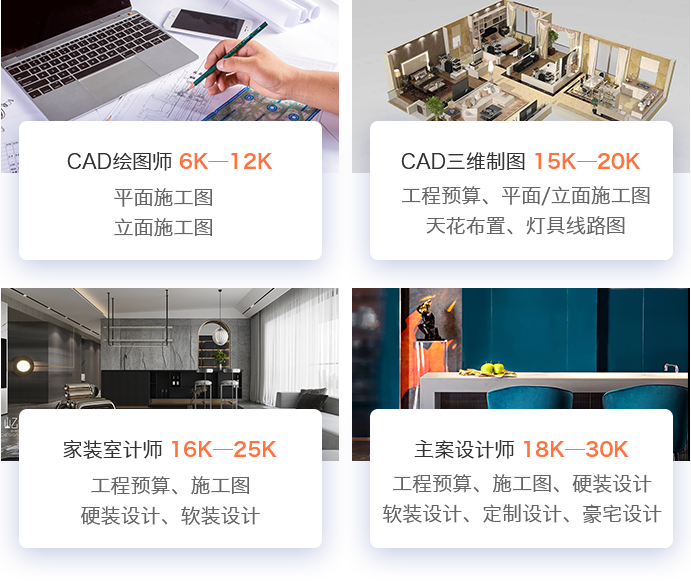 CAD绘图师 6K—12K
平面施工图
立面施工图
CAD三维制图 15K—20K
工程预算、平面/立面施工图
天花布置、灯具线路图
家装室计师 16K—25K
工程预算、施工图
硬装设计、软装设计
主案设计师 18K—30K
工程预算、施工图、硬装设计
软装设计、定制设计、豪宅设计